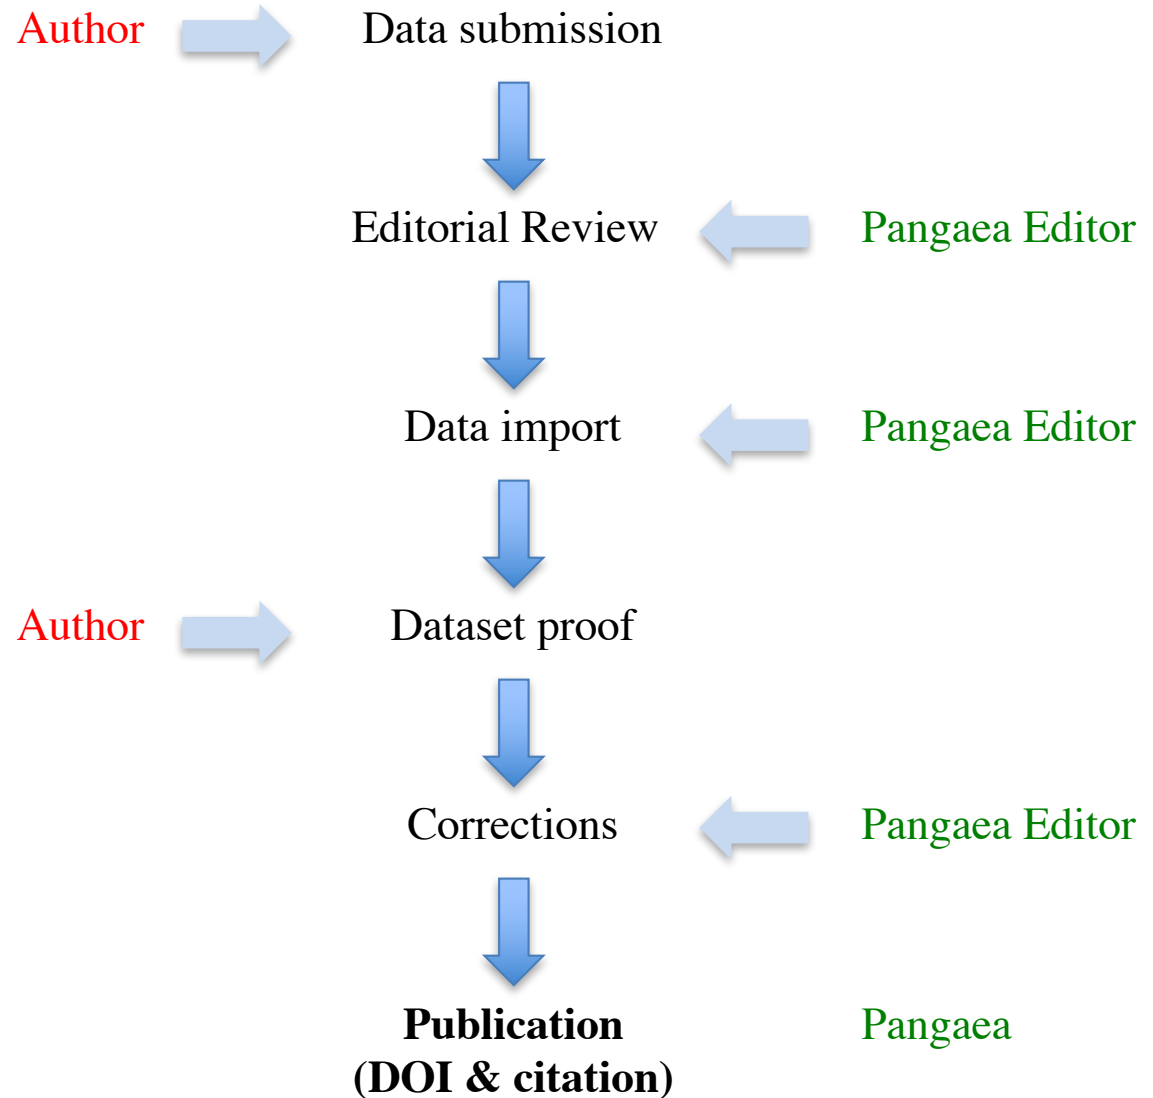 Author Data submission
Editorial Review Pangaea Editor
Data import Pangaea Editor
Author Dataset proof
Corrections Pangaea Editor
Publication Pangaea
(DOI & citation)